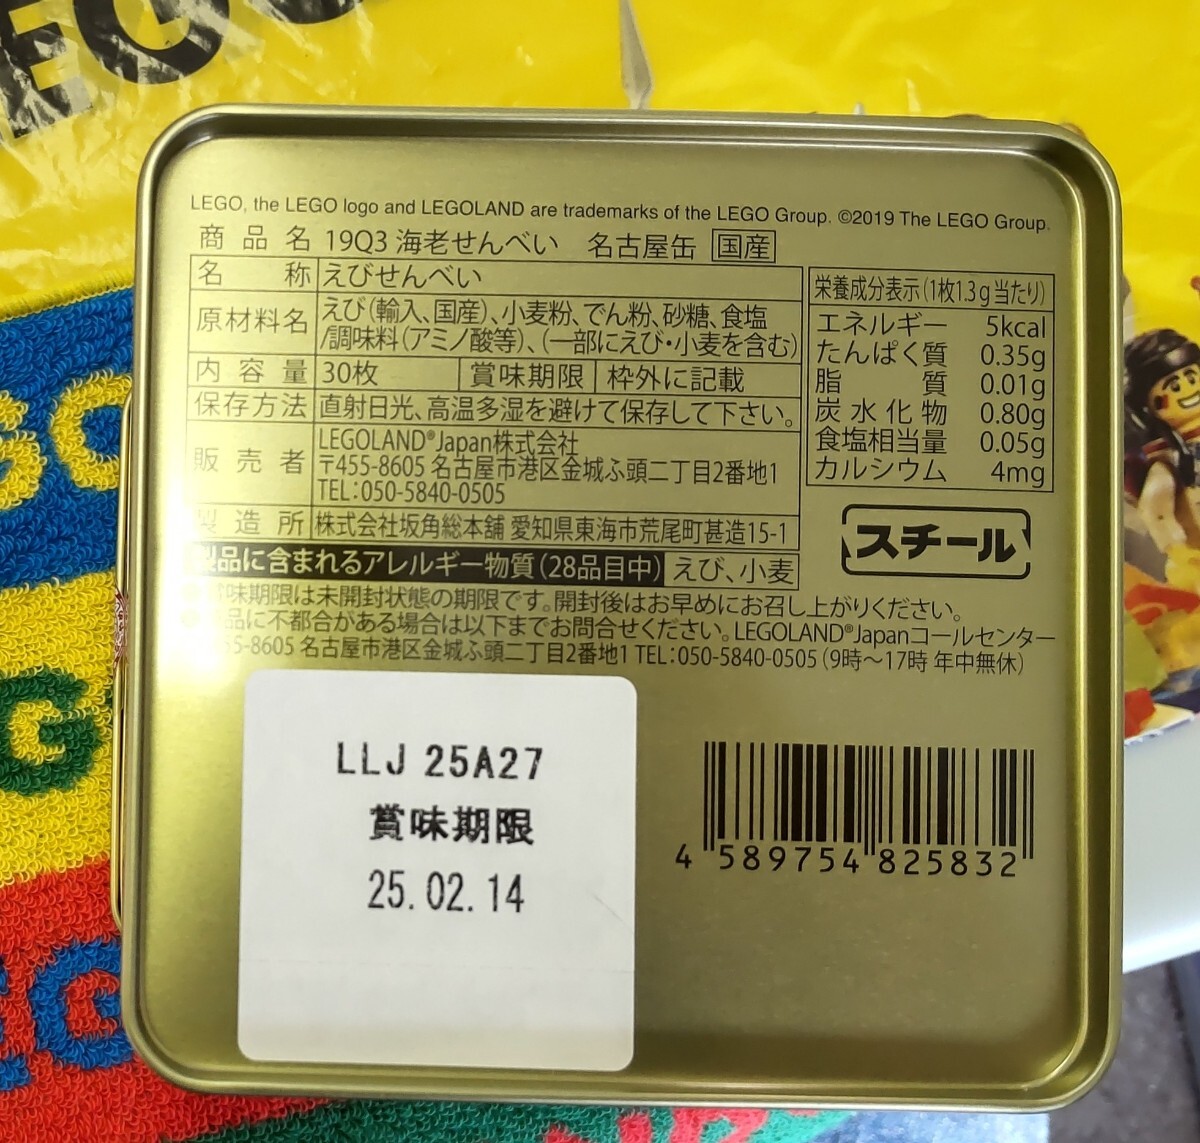 LEGO, the LEGO logo and LEGOLAND are trademarks of the LEGO Group. ©2019 The LEGO Group.
商品名 19Q3 海老せんべい 名古屋缶 国産
名称 えびせんべい
原材料名 えび（輸入、国産）、小麦粉、でん粉、砂糖、食塩
/調味料（アミノ酸等）、（一部にえび・小麦を含む）
内容量 30枚 賞味期限 枠外に記載
保存方法 直射日光、高温多湿を避けて保存して下さい。
販売者 LEGOLAND®Japan株式会社
〒455-8605 名古屋市港区金城ふ頭二丁目2番地1
TEL:050-5840-0505
製造所 株式会社坂角総本舗 愛知県東海市荒尾町甚造15-1
製品に含まれるアレルギー物質（28品目中） えび、小麦
栄養成分表示（1枚1.3g当たり）
エネルギー 5kcal
たんぱく質 0.35g
脂質 0.01g
炭水化物 0.80g
食塩相当量 0.05g
カルシウム 4mg
スチール
賞味期限は未開封状態の期限です。開封後はお早めにお召し上がりください。
品に不都合がある場合は以下までお問合せください。LEGOLAND®Japanコールセンター
55-8605 名古屋市港区金城ふ頭二丁目2番地1 TEL:050-5840-0505（9時〜17時 年中無休）
LLJ 25A27
賞味期限
25.02.14
4 589754 825832